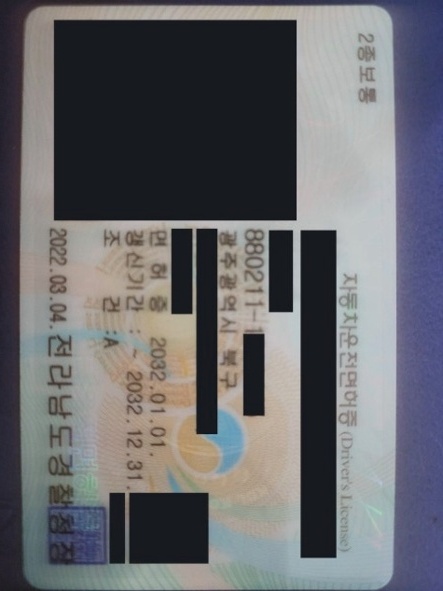 2종보통
자동차운전면허증 (Driver's License)
880211-1
광주광역시 북구
면 허 증 2032.01.01.
갱신기간 : ~ 2032.12.31.
조 건 : A
2022.03.04. 전라남도경찰청장